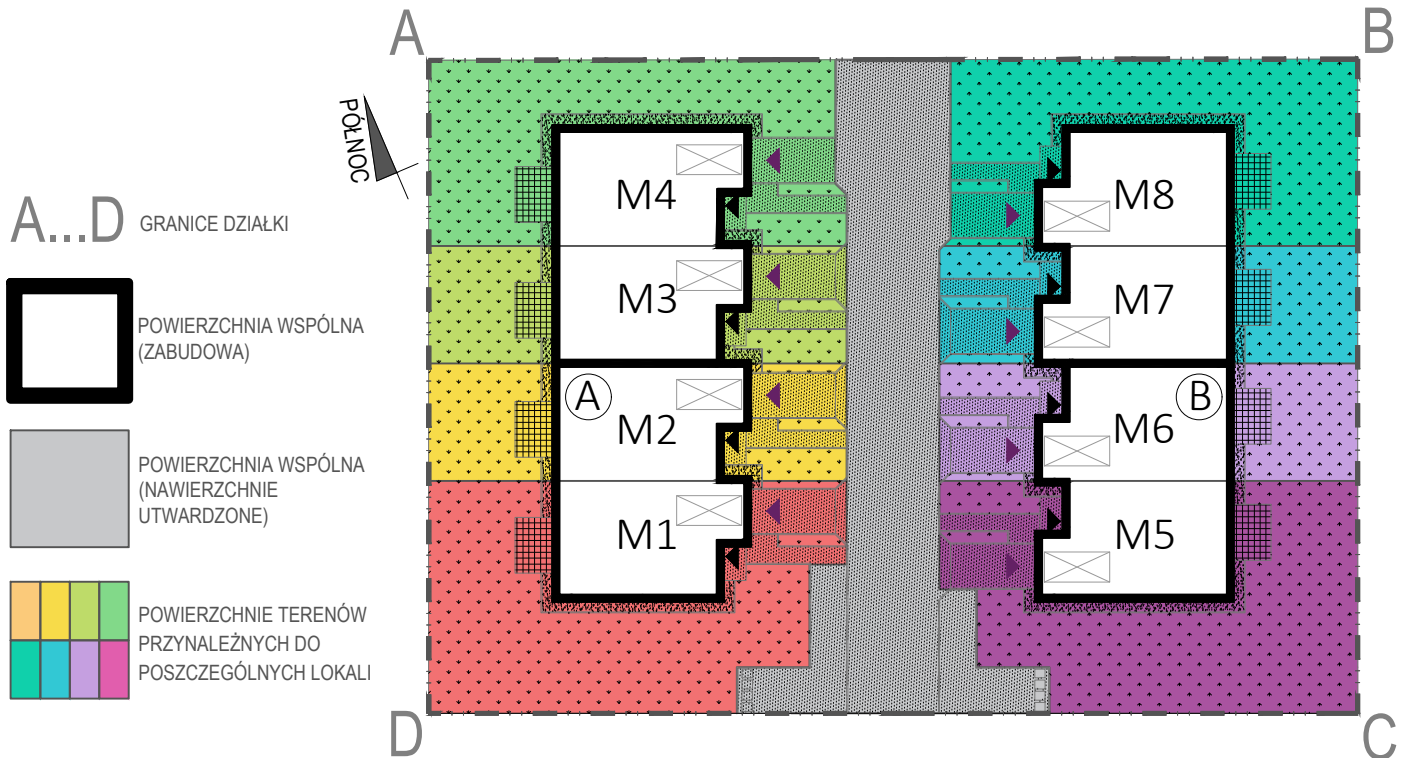 A
B
PÓŁNOC
A...D GRANICE DZIAŁKI
POWIERZCHNIA WSPÓLNA
(ZABUDOWA)
POWIERZCHNIA WSPÓLNA
(NAWIERZCHNIE
UTWARDZONE)
POWIERZCHNIE TERENÓW
PRZYNALEŻNYCH DO
POSZCZEGÓLNYCH LOKALI
M4
M3
A
M2
M1
M8
M7
B
M6
M5
D
C